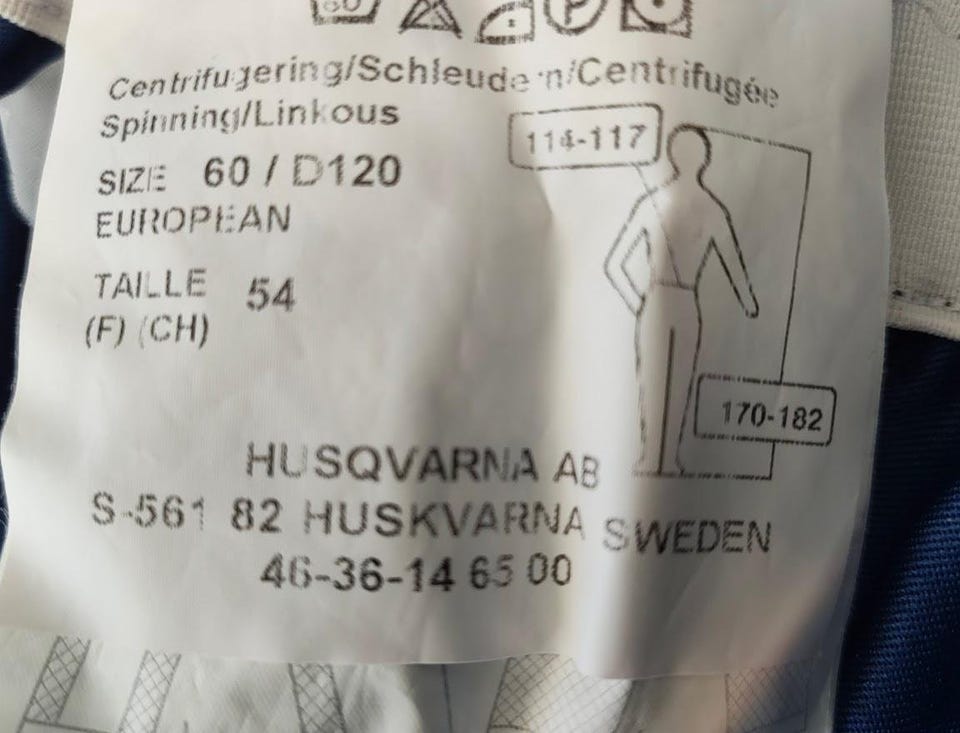 60
P
Centrifugering/Schleudern/Centrifugée
Spinning/Linkous
114-117
SIZE 60 / D120
EUROPEAN
TAILLE 54
(F) (CH)
170-182
HUSQVARNA AB
S-561 82 HUSKVARNA SWEDEN
46-36-14 65 00